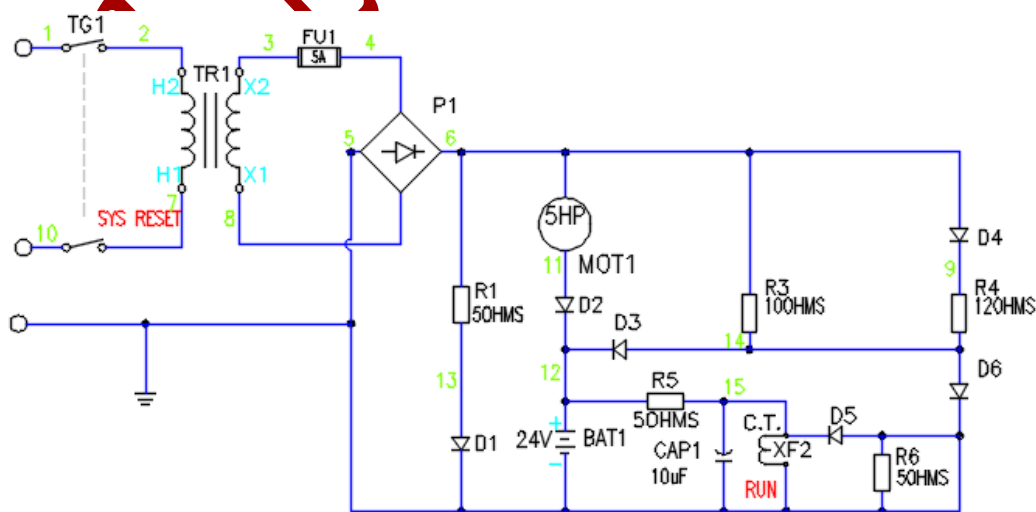 TG1
1
2
3
FU1
5A
4
H2
TR1
X2
P1
5
6
H1
X1
7
SYS RESET
8
10
5HP
D4
11
MOT1
9
R1
50HMS
D2
R3
100HMS
R4
120HMS
D3
14
12
13
R5
50HMS
15
D6
C.T.
D5
D1
24V
+
-
BAT1
CAP1
10uF
XF2
R6
50HMS
RUN